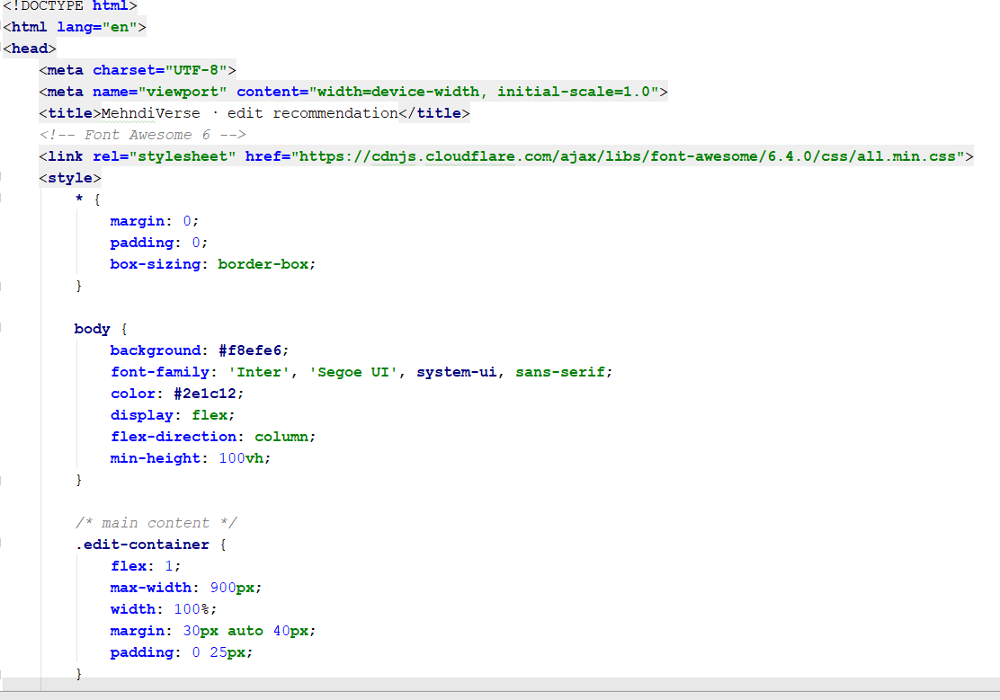 <!DOCTYPE html>
<html lang="en">
<head>
    <meta charset="UTF-8">
    <meta name="viewport" content="width=device-width, initial-scale=1.0">
    <title>MehndiVerse · edit recommendation</title>
    <!-- Font Awesome 6 -->
    <link rel="stylesheet" href="https://cdnjs.cloudflare.com/ajax/libs/font-awesome/6.4.0/css/all.min.css">
    <style>
        * {
            margin: 0;
            padding: 0;
            box-sizing: border-box;
        }

        body {
            background: #f8efe6;
            font-family: 'Inter', 'Segoe UI', system-ui, sans-serif;
            color: #2e1c12;
            display: flex;
            flex-direction: column;
            min-height: 100vh;
        }

        /* main content */
        .edit-container {
            flex: 1;
            max-width: 900px;
            width: 100%;
            margin: 30px auto 40px;
            padding: 0 25px;
        }